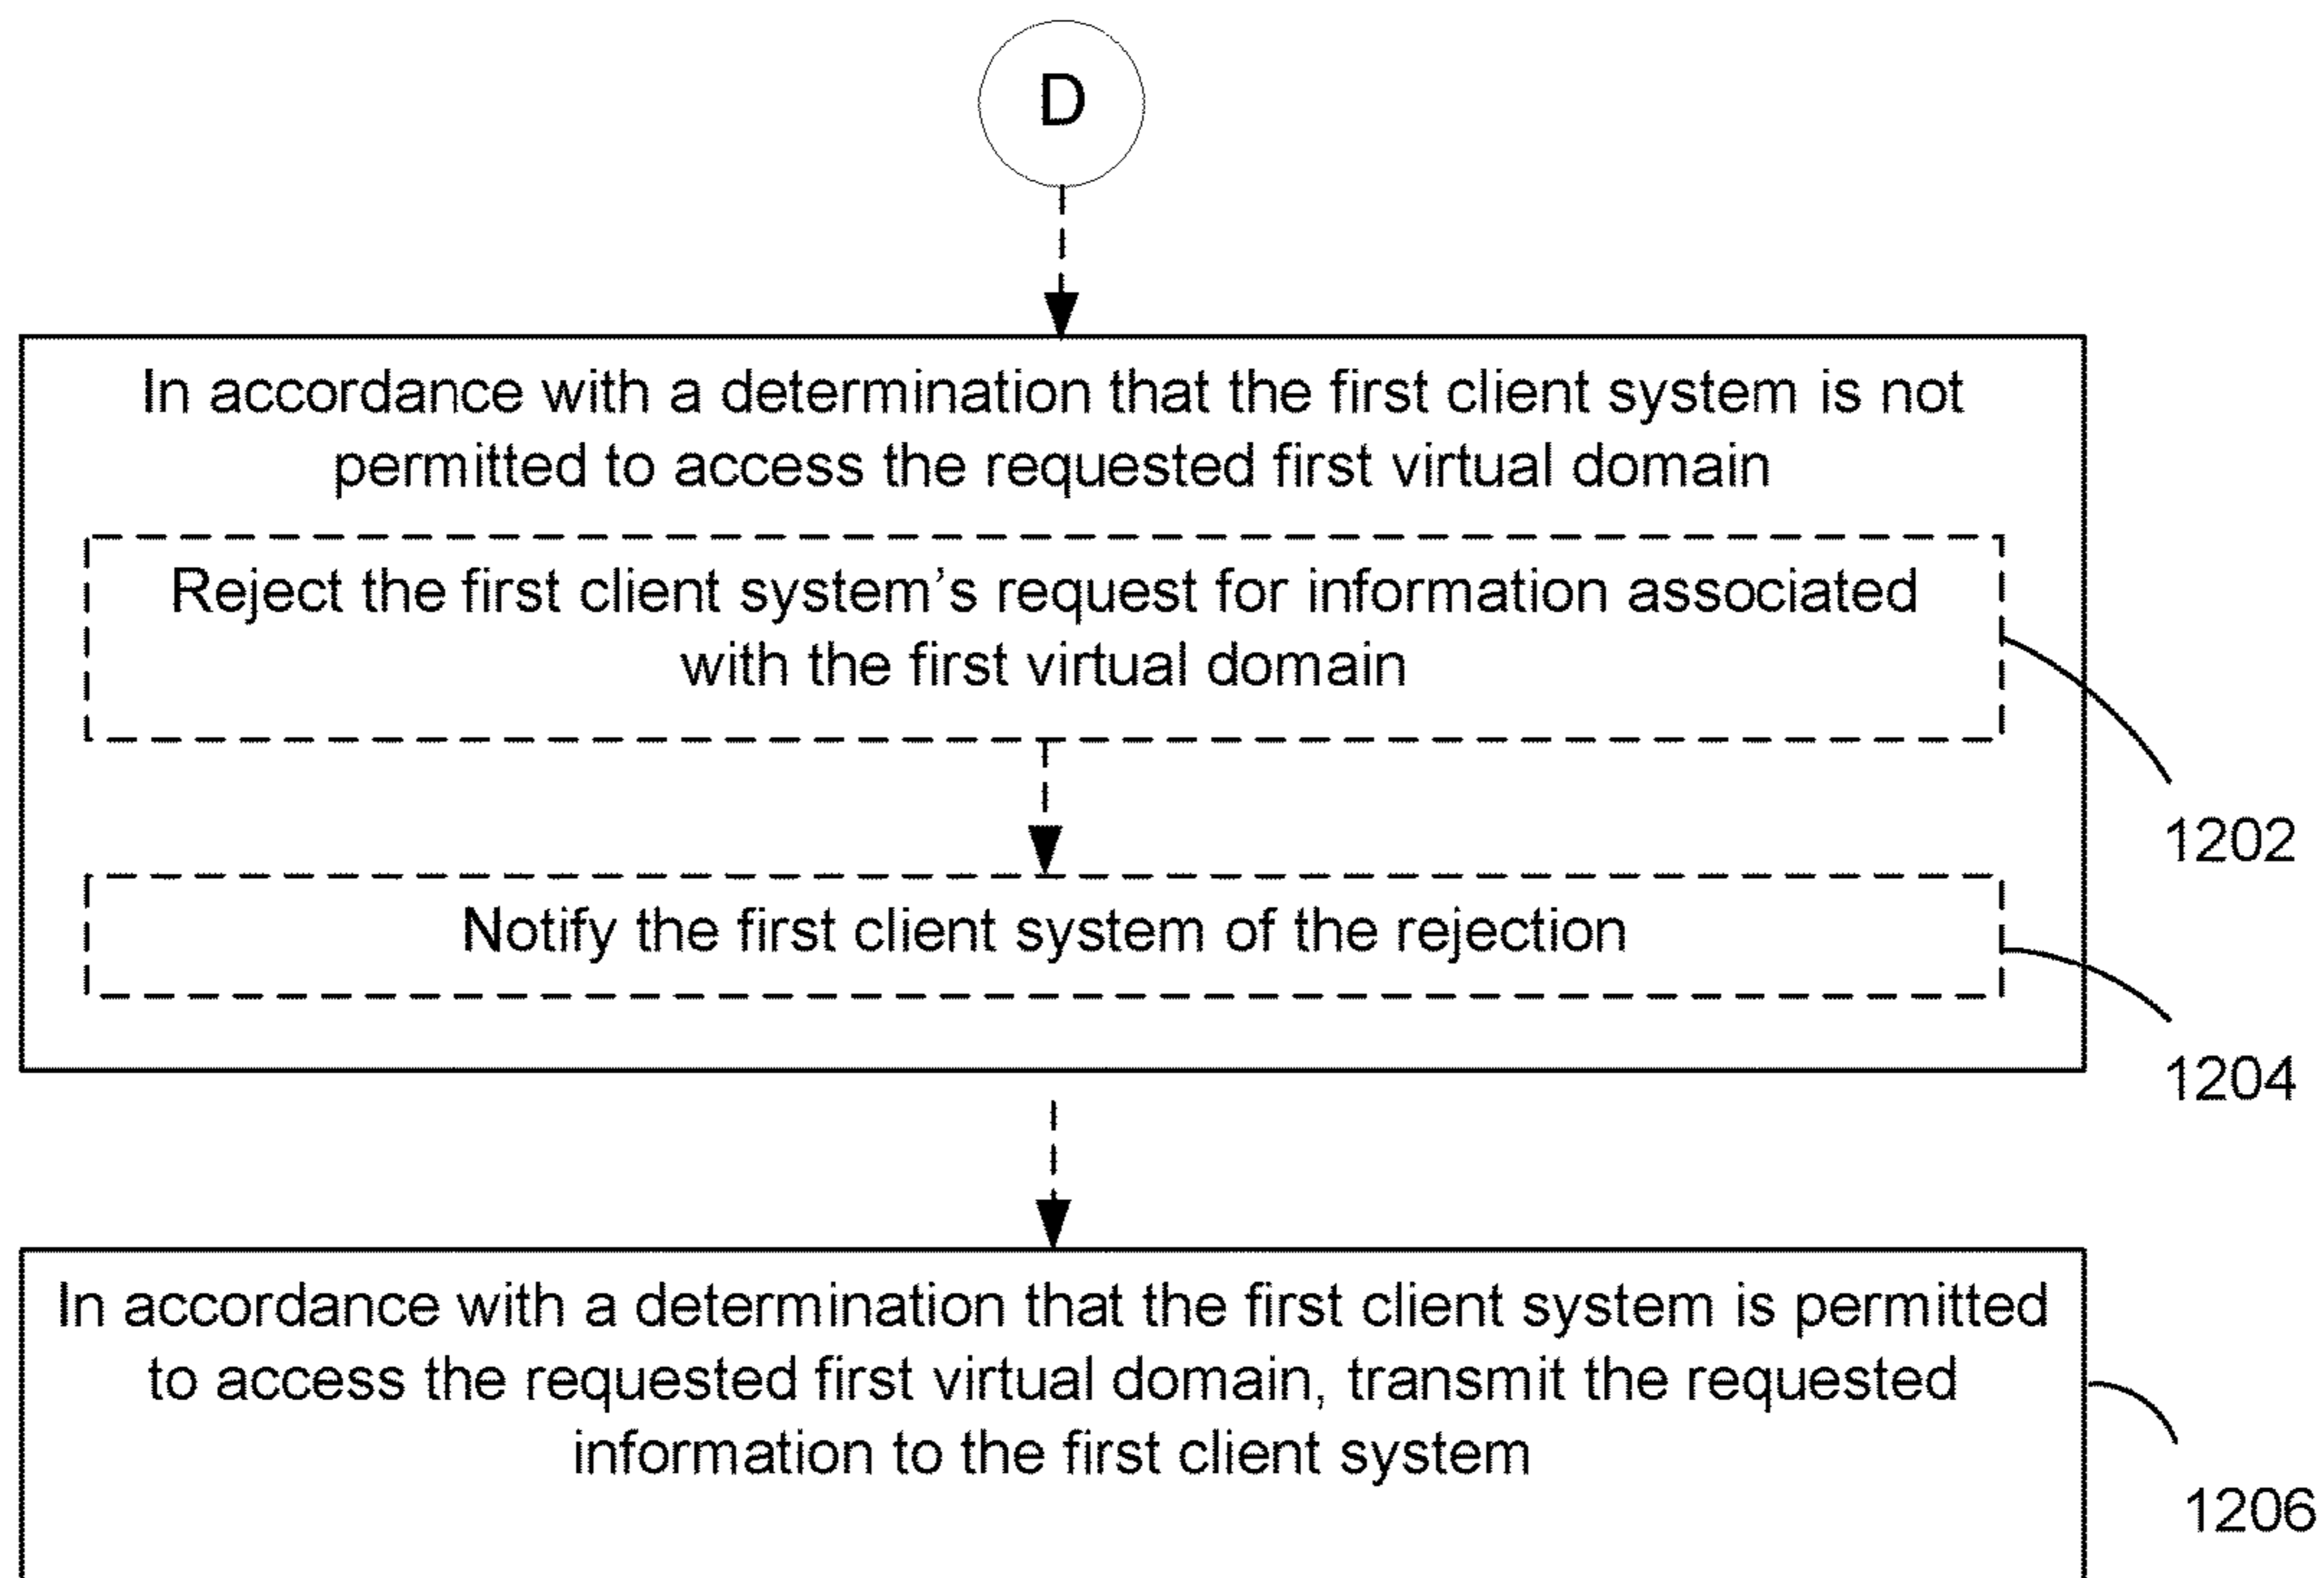 D
In accordance with a determination that the first client system is not
permitted to access the requested first virtual domain
Reject the first client system's request for information associated
with the first virtual domain
1202
Notify the first client system of the rejection
1204
In accordance with a determination that the first client system is permitted
to access the requested first virtual domain, transmit the requested
information to the first client system
1206